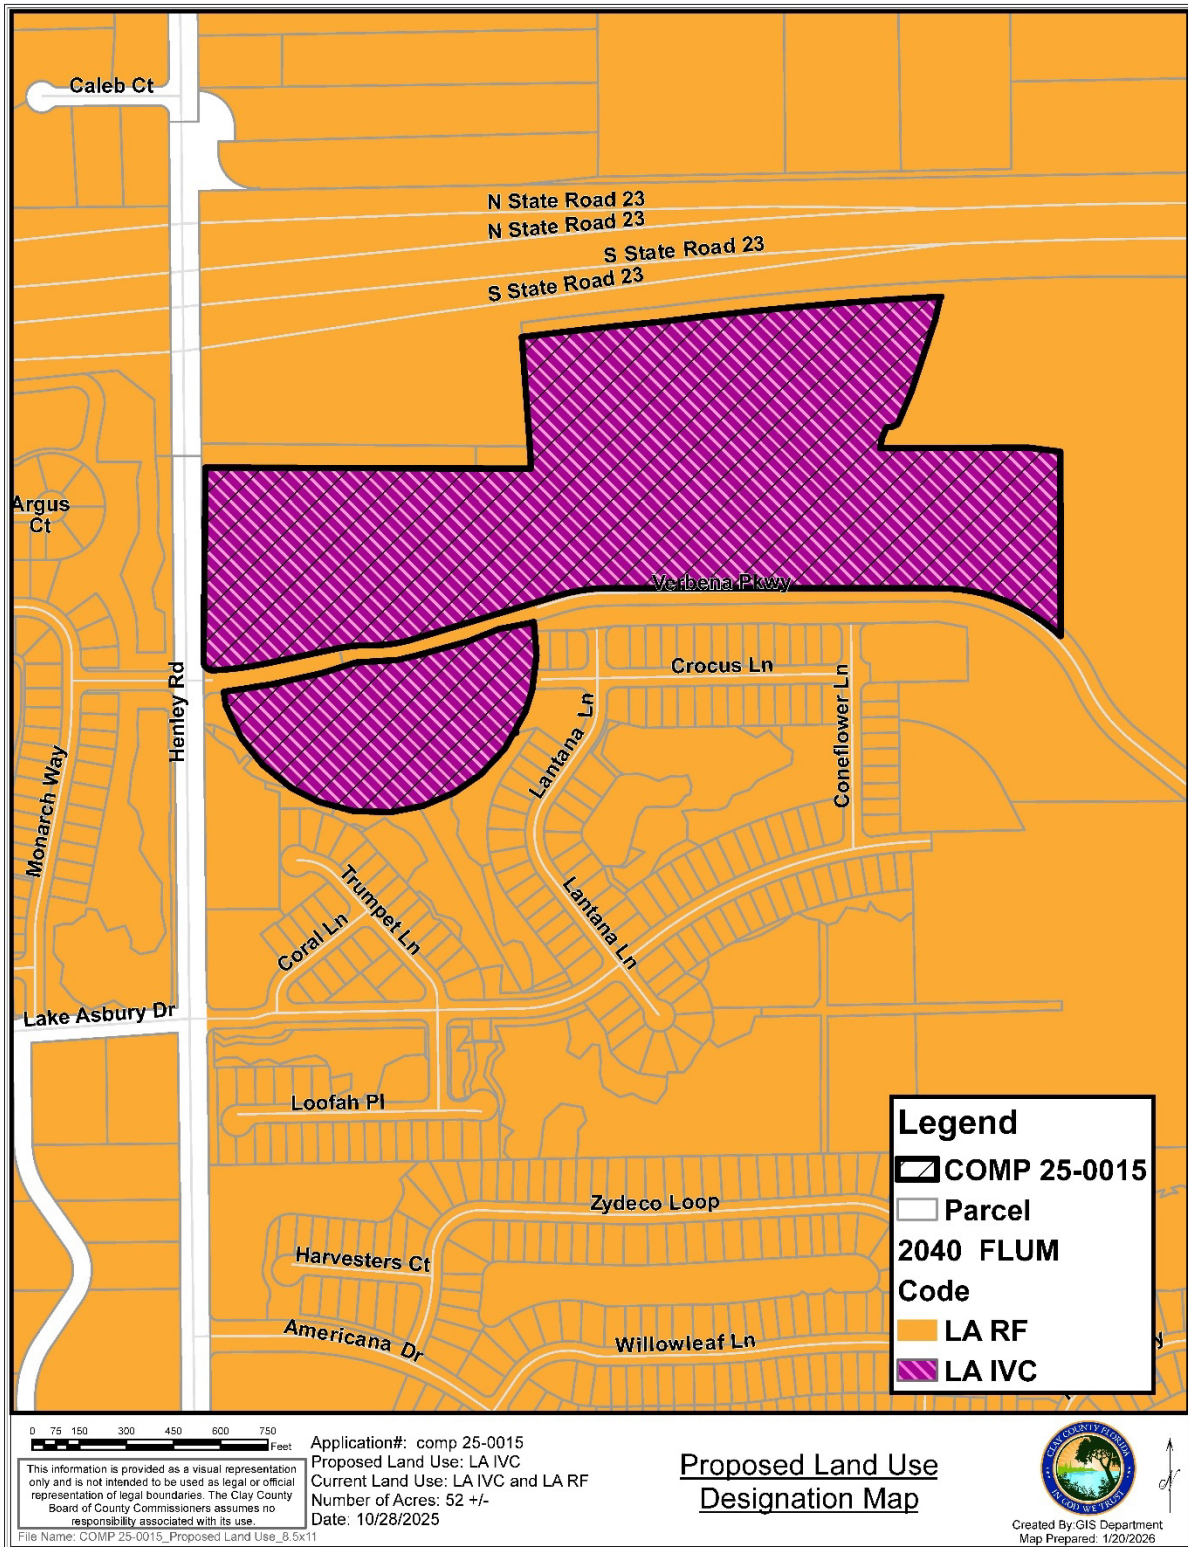 Caleb Ct
N State Road 23
N State Road 23
S State Road 23
S State Road 23
Argus
Ct
Verbena Pkwy
Crocus Ln
Henley Rd
Lantana Ln
Coneflower Ln
Monarch Way
Trumpet Ln
Lantana Ln
Coral Ln
Lake Asbury Dr
Loofah Pl
Zydeco Loop
Harvesters Ct
Americana Dr
Willowleaf Ln
Legend
COMP 25-0015
Parcel
2040 FLUM
Code
LA RF
LA IVC
0 75 150 300 450 600 750
Feet
This information is provided as a visual representation
only and is not intended to be used as legal or official
representation of legal boundaries. The Clay County
Board of County Commissioners assumes no
responsibility associated with its use.
File Name: COMP 25-0015_Proposed Land Use_8.5x11
Application#: comp 25-0015
Proposed Land Use: LA IVC
Current Land Use: LA IVC and LA RF
Number of Acres: 52 +/-
Date: 10/28/2025
Proposed Land Use
Designation Map
CLAY COUNTY FLORIDA
IN GOD WE TRUST
N
Created By:GIS Department
Map Prepared: 1/20/2026